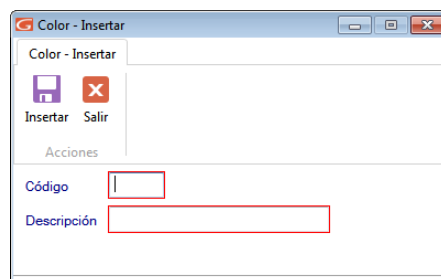 Color - Insertar
Color - Insertar
Insertar Salir
Acciones
Código
Descripción